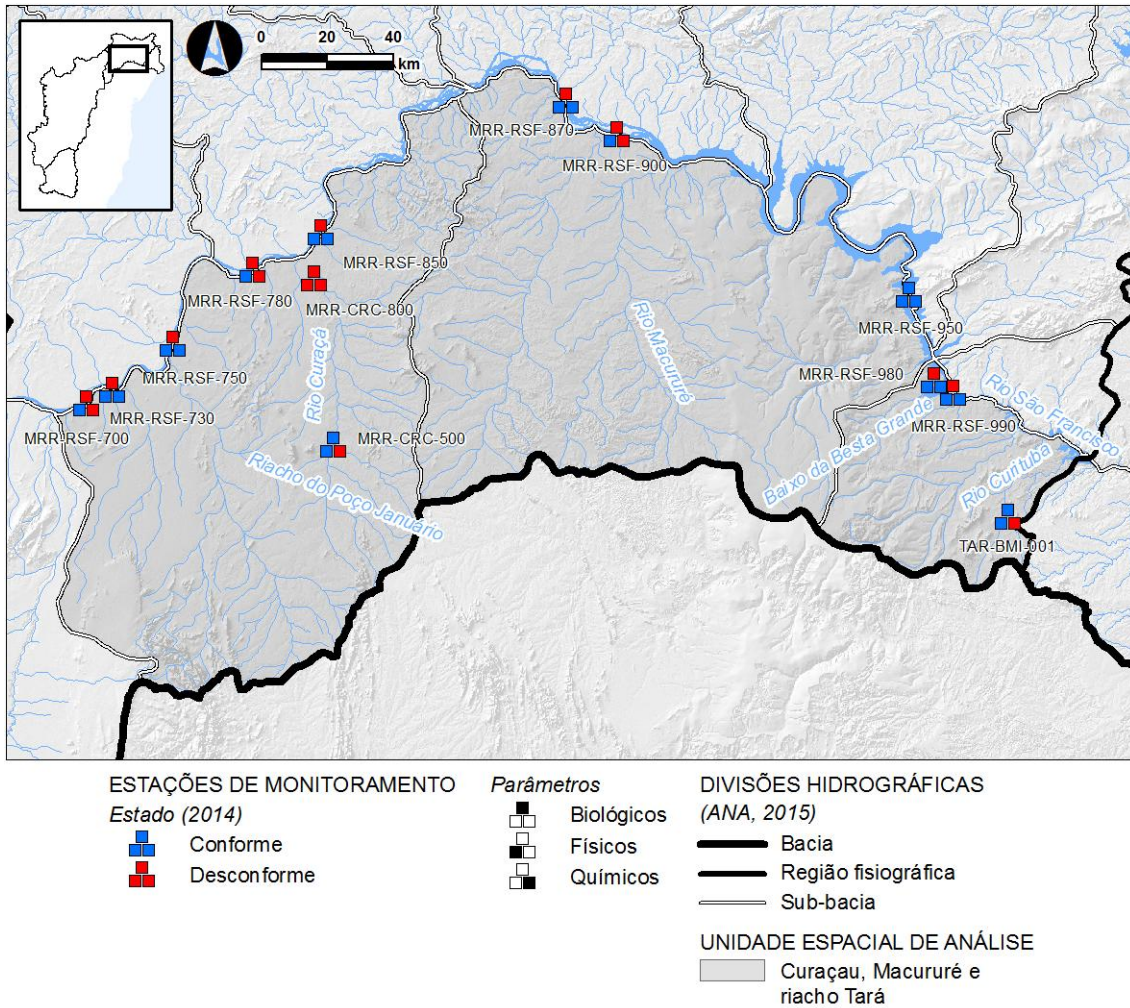 0 20 40
km
MRR-RSF-870
MRR-RSF-900
MRR-RSF-850
MRR-RSF-780
MRR-CRC-800
MRR-RSF-950
MRR-RSF-750
MRR-RSF-980
MRR-RSF-730
MRR-RSF-700
MRR-RSF-990
MRR-CRC-500
TAR-BMI-001
Rio Curaçá
Rio Macururé
Riacho do Poço Januário
Baixo da Besta Grande
Rio São Francisco
Rio Curituba
ESTAÇÕES DE MONITORAMENTO
Estado (2014)
Conforme
Desconforme
Parâmetros
Biológicos
Físicos
Químicos
DIVISÕES HIDROGRÁFICAS
(ANA, 2015)
Bacia
Região fisiográfica
Sub-bacia
UNIDADE ESPACIAL DE ANÁLISE
Curaçau, Macururé e
riacho Tará